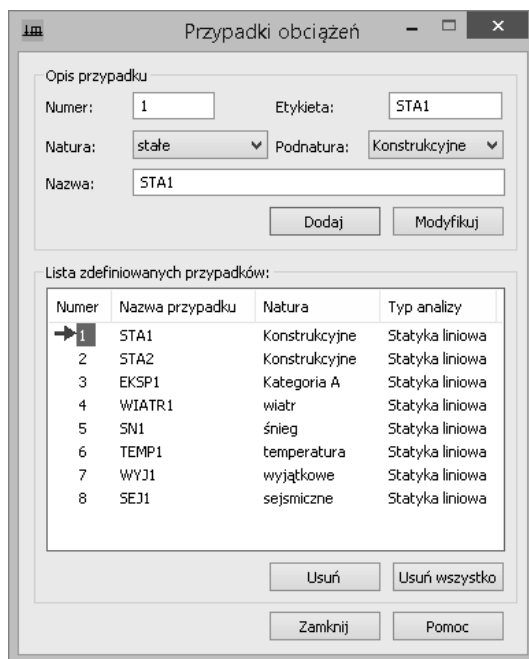 Przypadki obciążeń
Opis przypadku
Numer: 1 Etykieta: STA1
Natura: stałe Podnatura: Konstrukcyjne
Nazwa: STA1
Dodaj Modyfikuj
Lista zdefiniowanych przypadków:
Numer Nazwa przypadku Natura Typ analizy
1 STA1 Konstrukcyjne Statyka liniowa
2 STA2 Konstrukcyjne Statyka liniowa
3 EKSP1 Kategoria A Statyka liniowa
4 WIATR1 wiatr Statyka liniowa
5 SN1 śnieg Statyka liniowa
6 TEMP1 temperatura Statyka liniowa
7 WYJ1 wyjątkowe Statyka liniowa
8 SEJ1 sejsmiczne Statyka liniowa
Usuń Usuń wszystko
Zamknij Pomoc